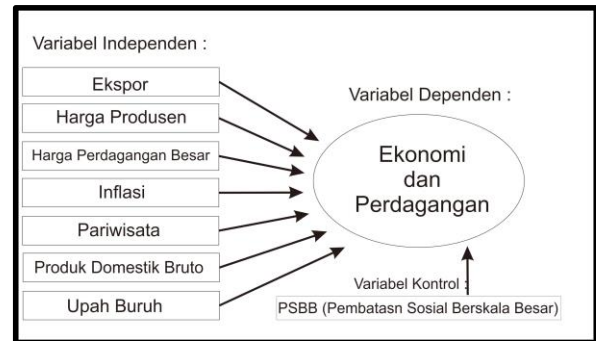 Variabel Independen :
Ekspor
Harga Produsen
Harga Perdagangan Besar
Inflasi
Pariwisata
Produk Domestik Bruto
Upah Buruh
Variabel Dependen :
Ekonomi
dan
Perdagangan
Variabel Kontrol :
PSBB (Pembatasn Sosial Berskala Besar)